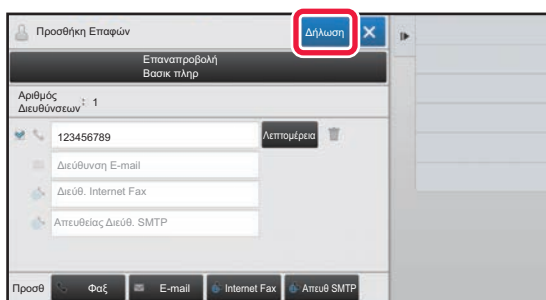 Προσθήκη Επαφών
Δήλωση
Επαναπροβολή
Βασικ πληρ
Αριθμός
Διευθύνσεων : 1
123456789
Λεπτομέρεια
Διεύθυνση E-mail
Διεύθ. Internet Fax
Απευθείας Διεύθ. SMTP
Προσθ Φαξ E-mail Internet Fax Απευθ SMTP